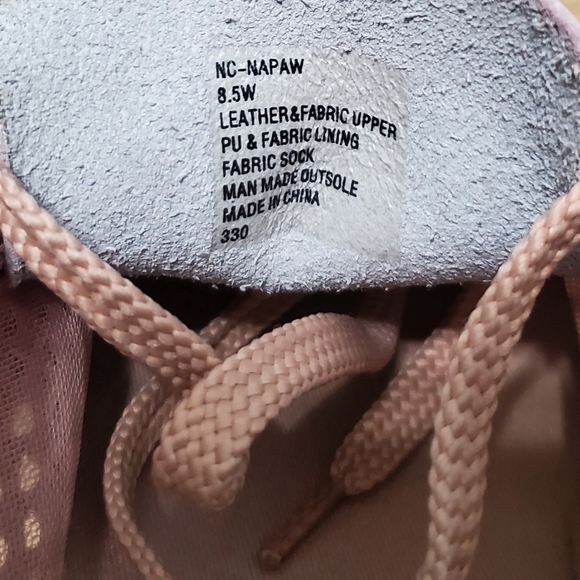 NC-NAPAW
8.5W
LEATHER&FABRIC UPPER
PU & FABRIC LINING
FABRIC SOCK
MAN MADE OUTSOLE
MADE IN CHINA
330